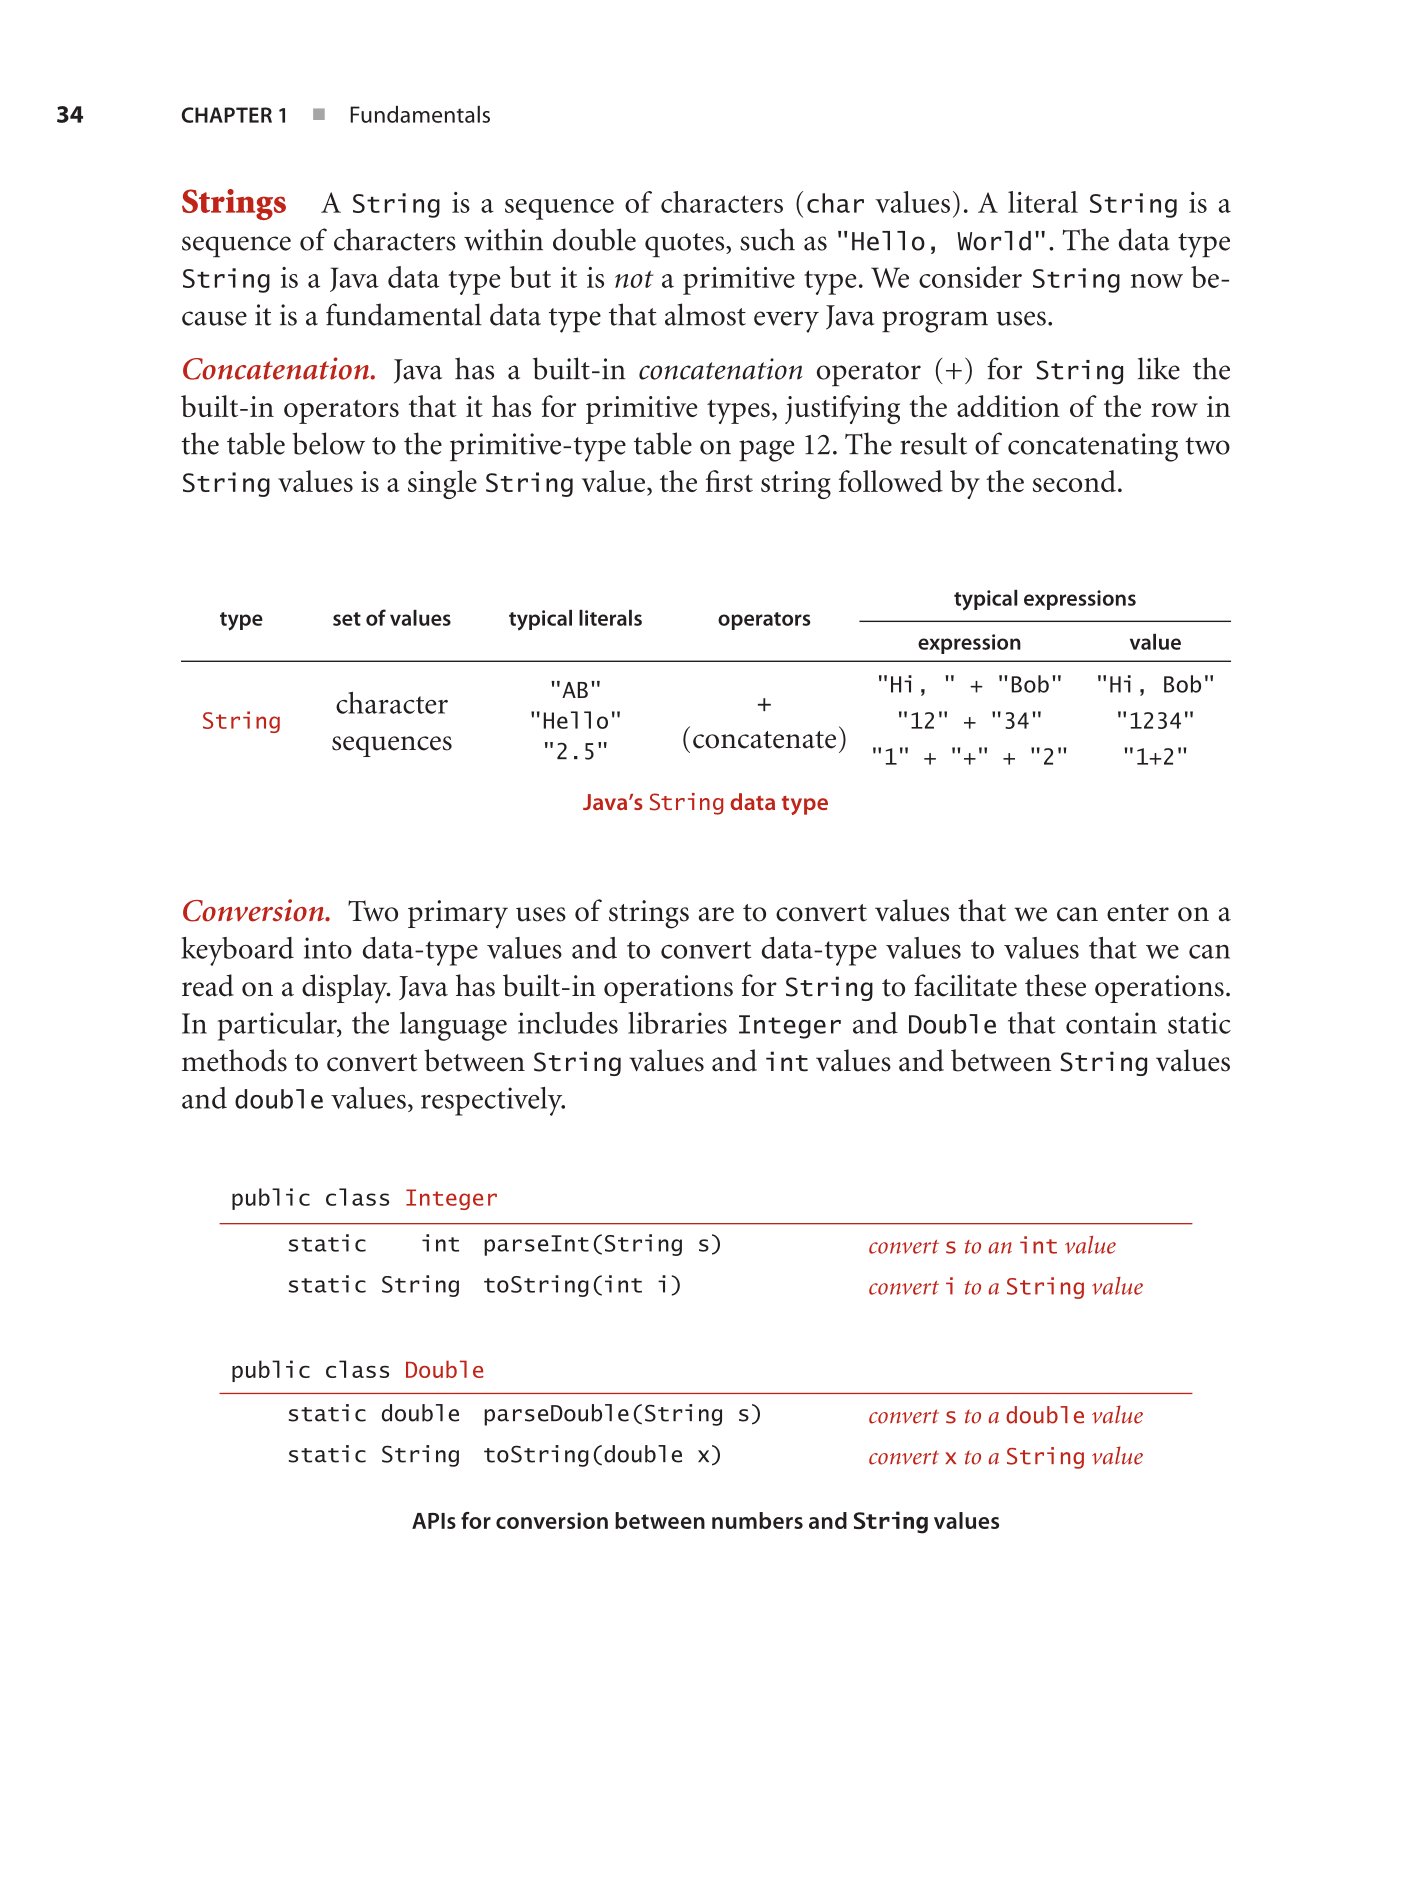 34 CHAPTER 1 ■ Fundamentals
Strings A String is a sequence of characters (char values). A literal String is a
sequence of characters within double quotes, such as "Hello, World". The data type
String is a Java data type but it is not a primitive type. We consider String now be-
cause it is a fundamental data type that almost every Java program uses.
Concatenation. Java has a built-in concatenation operator (+) for String like the
built-in operators that it has for primitive types, justifying the addition of the row in
the table below to the primitive-type table on page 12. The result of concatenating two
String values is a single String value, the first string followed by the second.
typical expressions
type set of values typical literals operators
expression value
"Hi, " + "Bob" "Hi, Bob"
character "AB" +
String "Hello" "12" + "34" "1234"
sequences "2.5" (concatenate)
"1" + "+" + "2" "1+2"
Java's String data type
Conversion. Two primary uses of strings are to convert values that we can enter on a
keyboard into data-type values and to convert data-type values to values that we can
read on a display. Java has built-in operations for String to facilitate these operations.
In particular, the language includes libraries Integer and Double that contain static
methods to convert between String values and int values and between String values
and double values, respectively.
public class Integer
static int parseInt(String s) convert s to an int value
static String toString(int i) convert i to a String value
public class Double
static double parseDouble(String s) convert s to a double value
static String toString(double x) convert x to a String value
APIs for conversion between numbers and String values